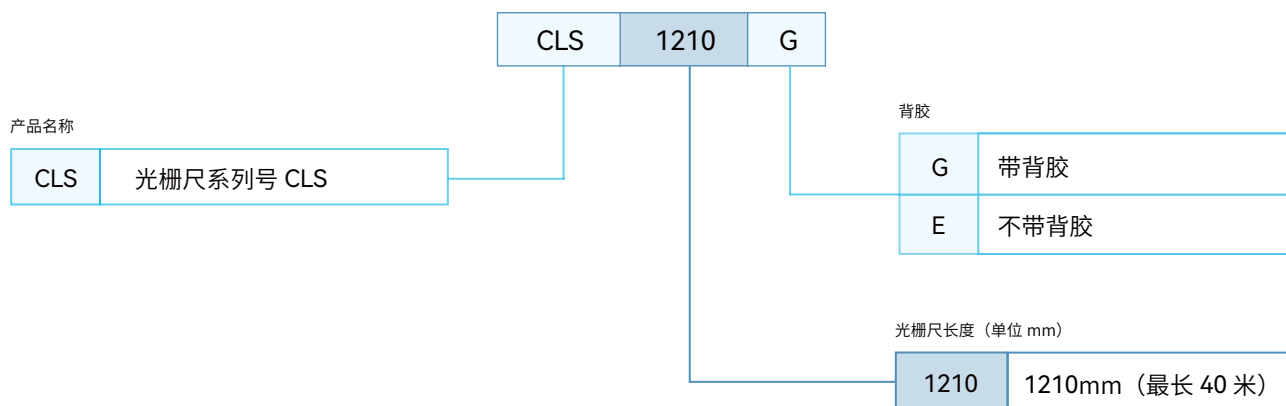 CLS 1210 G
产品名称
CLS 光栅尺系列号 CLS
背胶
G 带背胶
E 不带背胶
光栅尺长度（单位 mm）
1210 1210mm（最长 40 米）